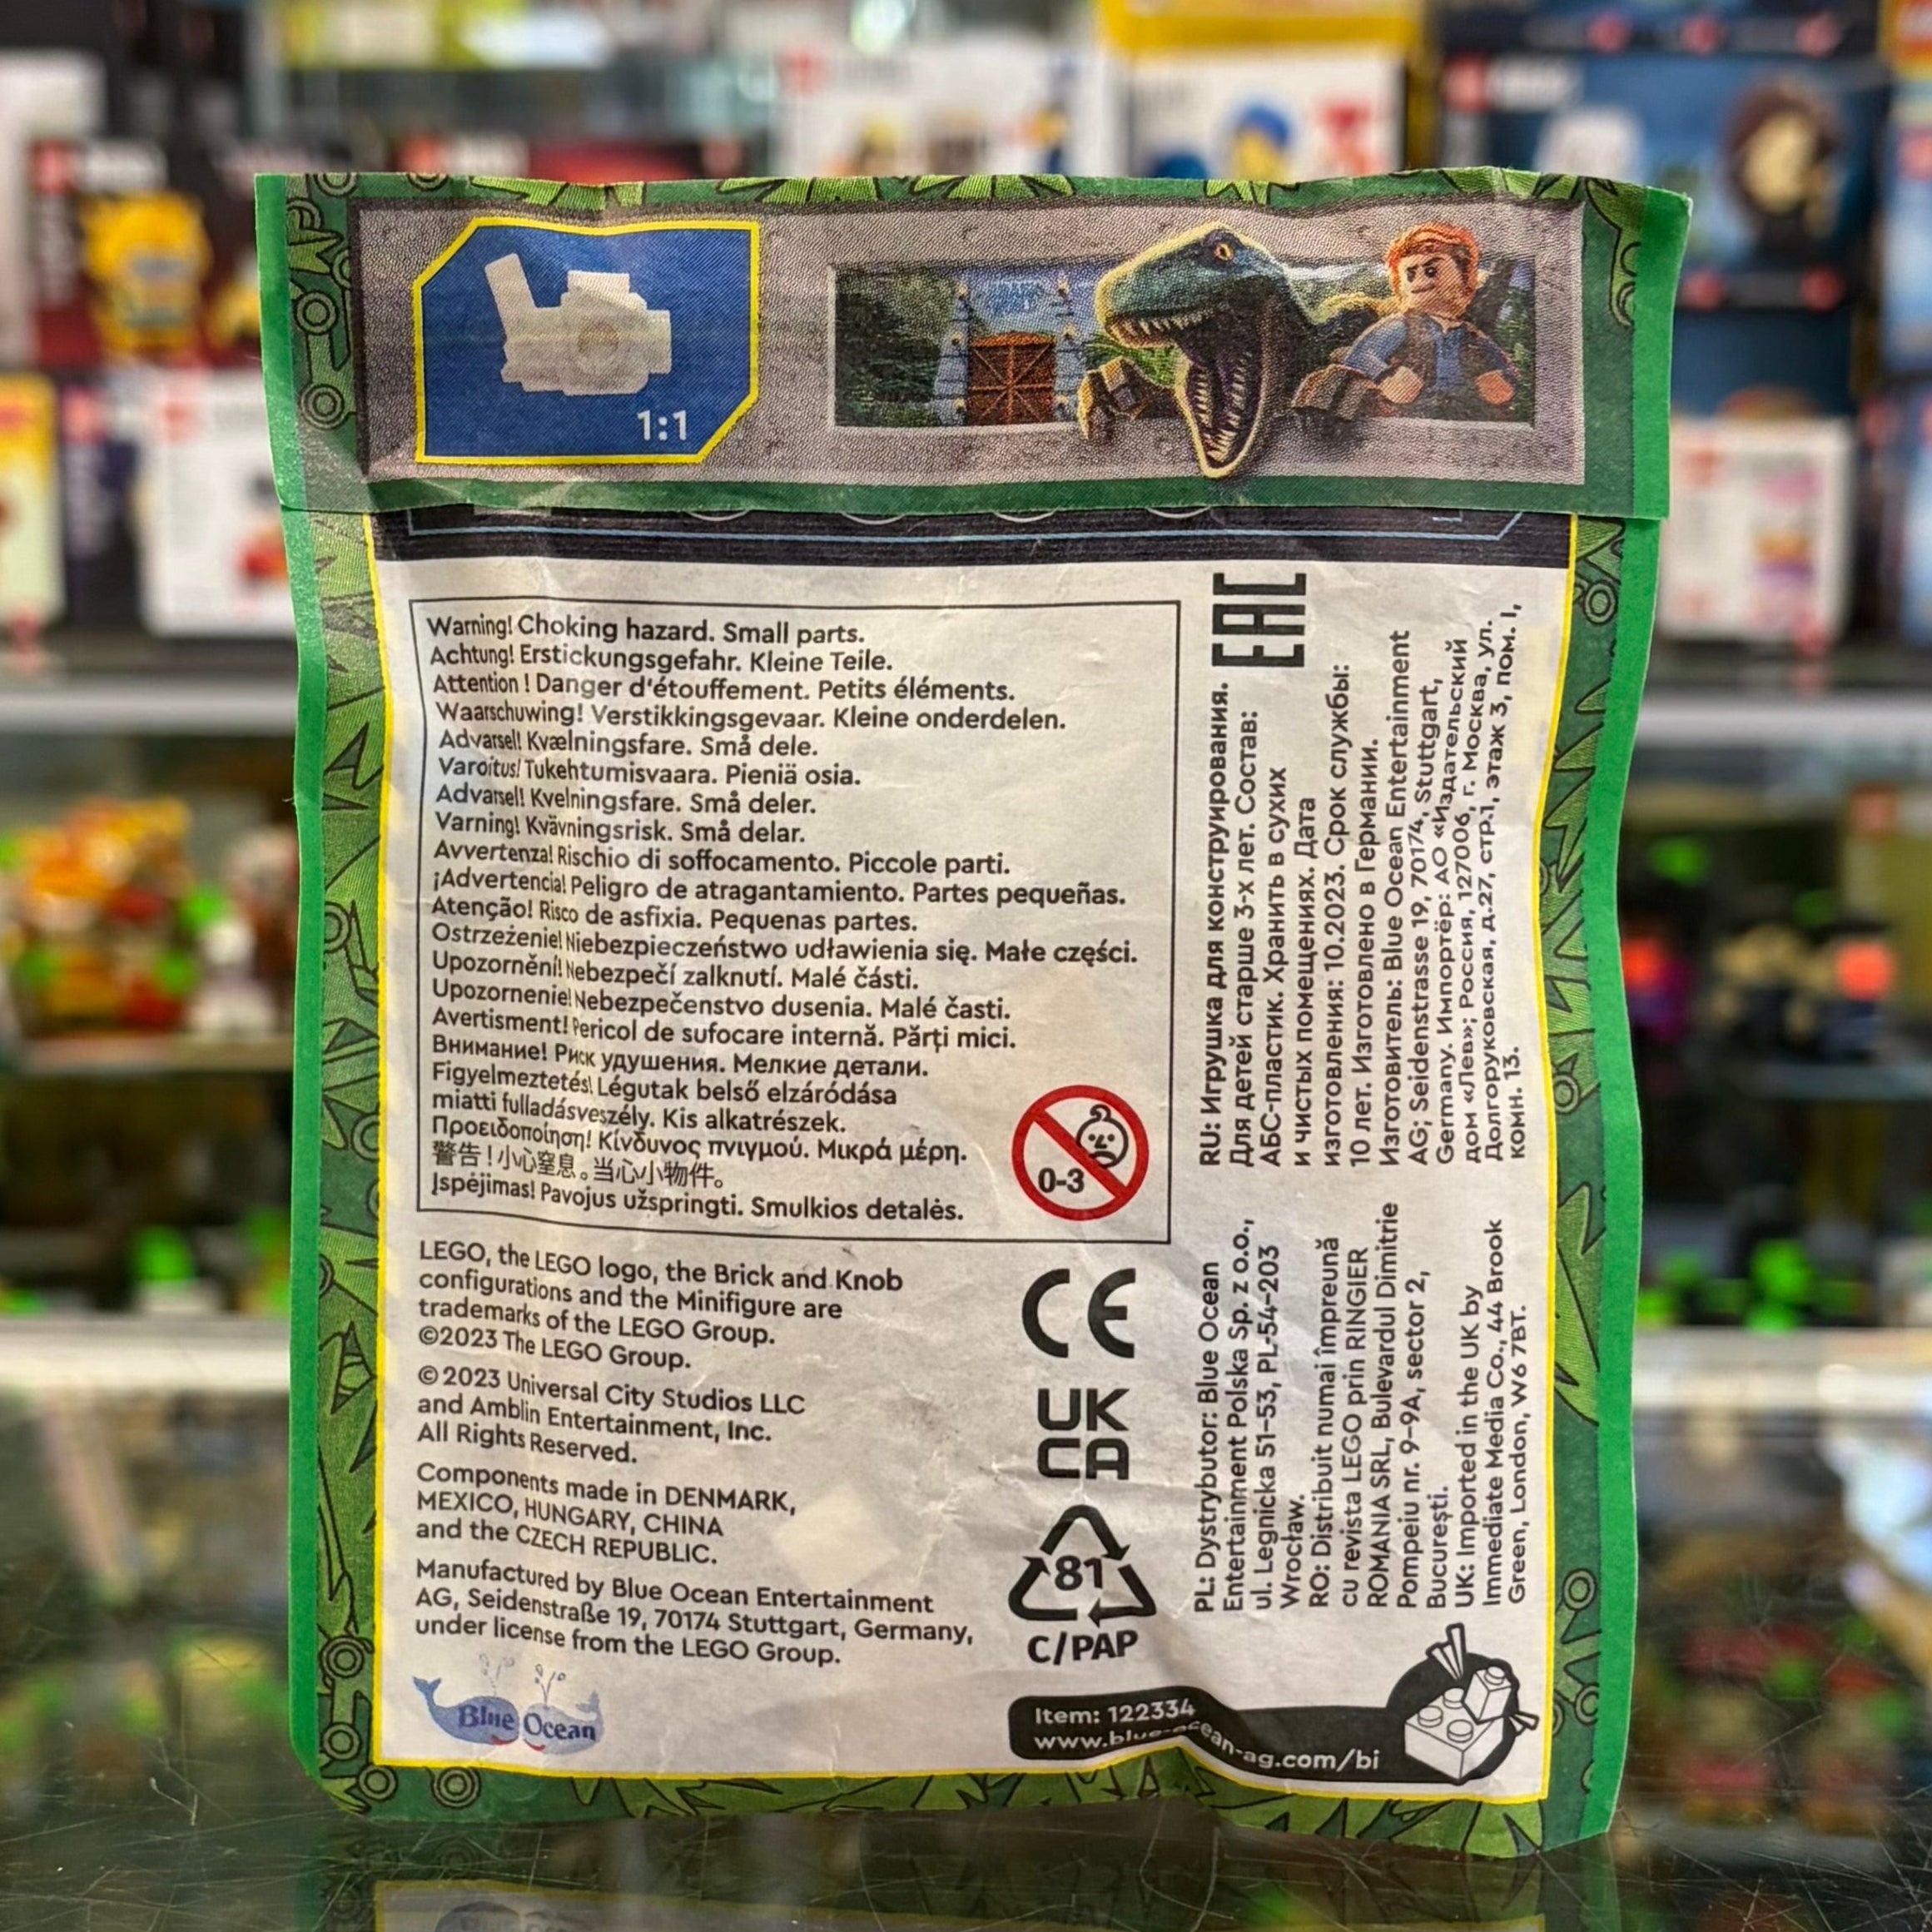 1:1
Warning! Choking hazard. Small parts.
Achtung! Erstickungsgefahr. Kleine Teile.
Attention ! Danger d'étouffement. Petits éléments.
Waarschuwing! Verstikkingsgevaar. Kleine onderdelen.
Advarsel! Kvælningsfare. Små dele.
Varoitus! Tukehtumisvaara. Pieniä osia.
Advarsel! Kvelningsfare. Små deler.
Varning! Kvävningsrisk. Små delar.
Avvertenza! Rischio di soffocamento. Piccole parti.
¡Advertencia! Peligro de atragantamiento. Partes pequeñas.
Atenção! Risco de asfixia. Pequenas partes.
Ostrzeżenie! Niebezpieczeństwo udławienia się. Małe części.
Upozornění! Nebezpečí zalknutí. Malé části.
Upozornenie! Nebezpečenstvo dusenia. Malé časti.
Avertisment! Pericol de sufocare internă. Părți mici.
Внимание! Риск удушения. Мелкие детали.
Figyelmeztetés! Légutak belső elzáródása
miatti fulladásveszély. Kis alkatrészek.
Προειδοποίηση! Κίνδυνος πνιγμού. Μικρά μέρη.
警告！小心窒息。当心小物件。
Įspėjimas! Pavojus užspringti. Smulkios detalės.
0-3
LEGO, the LEGO logo, the Brick and Knob
configurations and the Minifigure are
trademarks of the LEGO Group.
©2023 The LEGO Group.
© 2023 Universal City Studios LLC
and Amblin Entertainment, Inc.
All Rights Reserved.
Components made in DENMARK,
MEXICO, HUNGARY, CHINA
and the CZECH REPUBLIC.
Manufactured by Blue Ocean Entertainment
AG, Seidenstraße 19, 70174 Stuttgart, Germany,
under license from the LEGO Group.
Blue Ocean
CE
UK
CA
81
C/PAP
Item: 122334
www.blue-ocean-ag.com/bi
EAC
RU: Игрушка для конструирования.
Для детей старше 3-х лет. Состав:
АБС-пластик. Хранить в сухих
и чистых помещениях. Дата
изготовления: 10.2023. Срок службы:
10 лет. Изготовлено в Германии.
Изготовитель: Blue Ocean Entertainment
AG; Seidenstrasse 19, 70174, Stuttgart,
Germany. Импортёр: АО «Издательский
дом «Лев»; Россия, 127006, г. Москва, ул.
Долгоруковская, д.27, стр.1, этаж 3, пом. I,
комн. 13.
PL: Dystrybutor: Blue Ocean
Entertainment Polska Sp. z o.o.,
ul. Legnicka 51-53, PL-54-203
Wrocław.
RO: Distribuit numai împreună
cu revista LEGO prin RINGIER
ROMANIA SRL, Bulevardul Dimitrie
Pompeiu nr. 9-9A, sector 2,
București.
UK: Imported in the UK by
Immediate Media Co., 44 Brook
Green, London, W6 7BT.